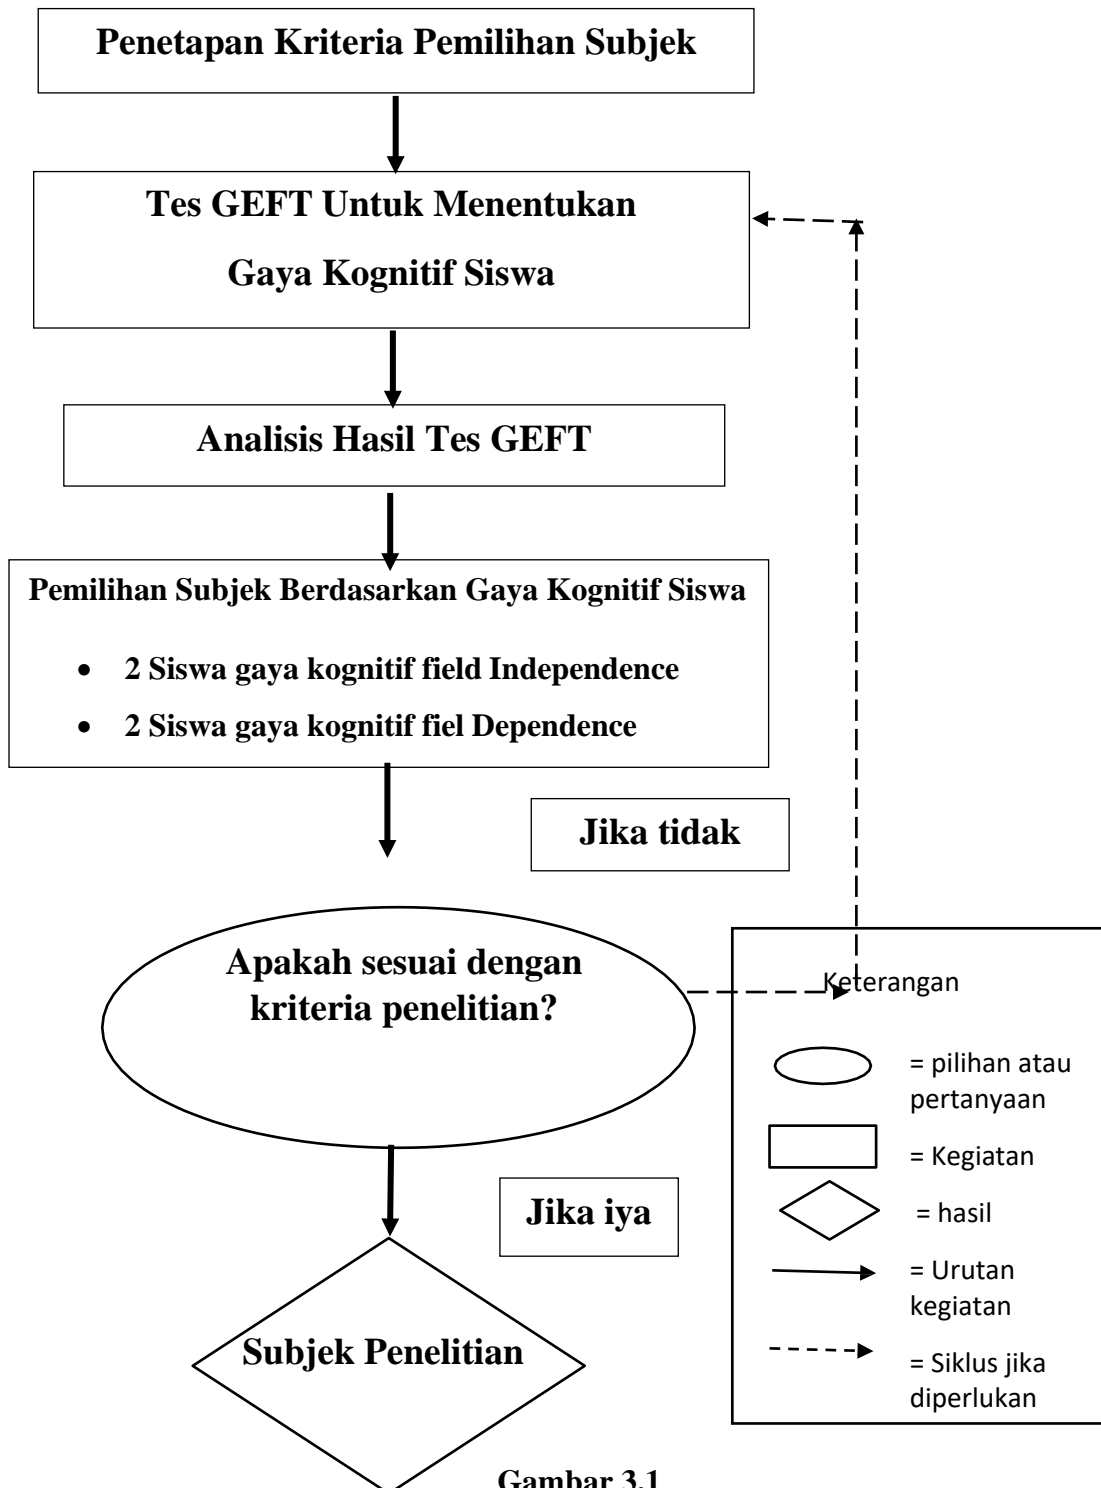 Penetapan Kriteria Pemilihan Subjek
Tes GEFT Untuk Menentukan
Gaya Kognitif Siswa
Analisis Hasil Tes GEFT
Pemilihan Subjek Berdasarkan Gaya Kognitif Siswa
• 2 Siswa gaya kognitif field Independence
• 2 Siswa gaya kognitif fiel Dependence
Jika tidak
Apakah sesuai dengan
kriteria penelitian?
Jika iya
Subjek Penelitian
Keterangan
= pilihan atau
pertanyaan
= Kegiatan
= hasil
= Urutan
kegiatan
= Siklus jika
diperlukan
Gambar 3.1